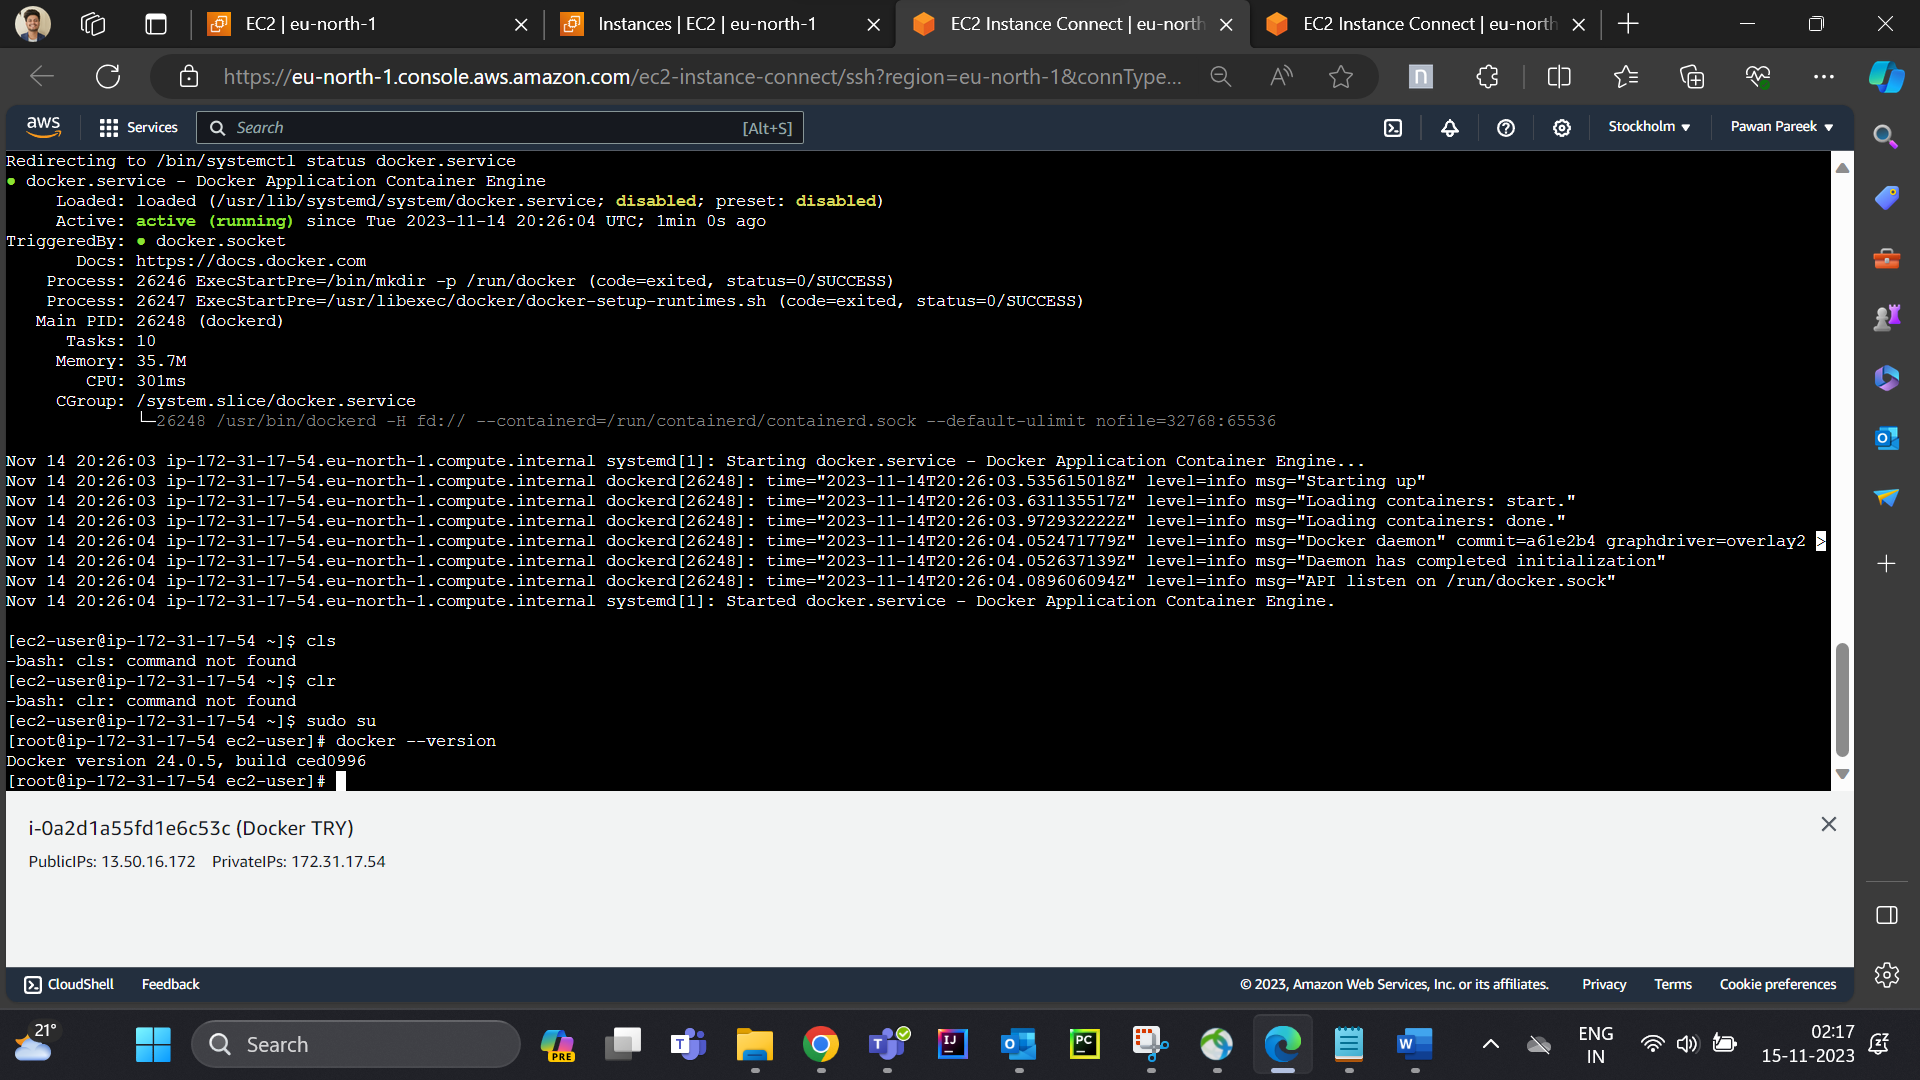 EC2 | eu-north-1
Instances | EC2 | eu-north-1
EC2 Instance Connect | eu-north
EC2 Instance Connect | eu-north
https://eu-north-1.console.aws.amazon.com/ec2-instance-connect/ssh?region=eu-north-1&connType...
aws
Services
Search
[Alt+S]
Stockholm
Pawan Pareek
Redirecting to /bin/systemctl status docker.service
● docker.service - Docker Application Container Engine
Loaded: loaded (/usr/lib/systemd/system/docker.service; disabled; preset: disabled)
Active: active (running) since Tue 2023-11-14 20:26:04 UTC; 1min 0s ago
TriggeredBy: ● docker.socket
Docs: https://docs.docker.com
Process: 26246 ExecStartPre=/bin/mkdir -p /run/docker (code=exited, status=0/SUCCESS)
Process: 26247 ExecStartPre=/usr/libexec/docker/docker-setup-runtimes.sh (code=exited, status=0/SUCCESS)
Main PID: 26248 (dockerd)
Tasks: 10
Memory: 35.7M
CPU: 301ms
CGroup: /system.slice/docker.service
└─26248 /usr/bin/dockerd -H fd:// --containerd=/run/containerd/containerd.sock --default-ulimit nofile=32768:65536
Nov 14 20:26:03 ip-172-31-17-54.eu-north-1.compute.internal systemd[1]: Starting docker.service - Docker Application Container Engine...
Nov 14 20:26:03 ip-172-31-17-54.eu-north-1.compute.internal dockerd[26248]: time="2023-11-14T20:26:03.535615018Z" level=info msg="Starting up"
Nov 14 20:26:03 ip-172-31-17-54.eu-north-1.compute.internal dockerd[26248]: time="2023-11-14T20:26:03.631135517Z" level=info msg="Loading containers: start."
Nov 14 20:26:03 ip-172-31-17-54.eu-north-1.compute.internal dockerd[26248]: time="2023-11-14T20:26:03.972932222Z" level=info msg="Loading containers: done."
Nov 14 20:26:04 ip-172-31-17-54.eu-north-1.compute.internal dockerd[26248]: time="2023-11-14T20:26:04.052471779Z" level=info msg="Docker daemon" commit=a61e2b4 graphdriver=overlay2 >
Nov 14 20:26:04 ip-172-31-17-54.eu-north-1.compute.internal dockerd[26248]: time="2023-11-14T20:26:04.052637139Z" level=info msg="Daemon has completed initialization"
Nov 14 20:26:04 ip-172-31-17-54.eu-north-1.compute.internal dockerd[26248]: time="2023-11-14T20:26:04.089606094Z" level=info msg="API listen on /run/docker.sock"
Nov 14 20:26:04 ip-172-31-17-54.eu-north-1.compute.internal systemd[1]: Started docker.service - Docker Application Container Engine.
[ec2-user@ip-172-31-17-54 ~]$ cls
-bash: cls: command not found
[ec2-user@ip-172-31-17-54 ~]$ clr
-bash: clr: command not found
[ec2-user@ip-172-31-17-54 ~]$ sudo su
[root@ip-172-31-17-54 ec2-user]# docker --version
Docker version 24.0.5, build ced0996
[root@ip-172-31-17-54 ec2-user]#
i-0a2d1a55fd1e6c53c (Docker TRY)
PublicIPs: 13.50.16.172 PrivateIPs: 172.31.17.54
CloudShell
Feedback
© 2023, Amazon Web Services, Inc. or its affiliates.
Privacy
Terms
Cookie preferences
21°
Search
PRE
ENG
IN
02:17
15-11-2023